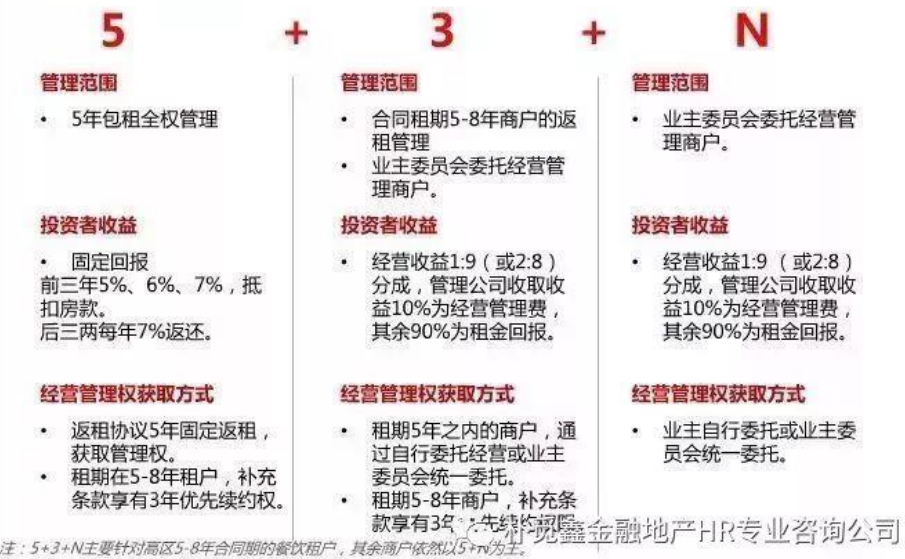 5 + 3 + N
管理范围
• 5年包租全权管理
投资者收益
• 固定回报
前三年5%、6%、7%，抵
扣房款。
后三两每年7%返还。
经营管理权获取方式
• 返租协议5年固定返租，
获取管理权。
• 租期在5-8年租户，补充
条款享有3年优先续约权。
管理范围
• 合同租期5-8年商户的返
租管理
• 业主委员会委托经营管
理商户。
投资者收益
• 经营收益1:9（或2:8）
分成，管理公司收取收
益10%为经营管理费，
其余90%为租金回报。
经营管理权获取方式
• 租期5年之内的商户，通
过自行委托经营或业主
委员会统一委托。
• 租期5-8年商户，补充条
款享有3年 先续约权
管理范围
• 业主委员会委托经营管
理商户。
投资者收益
• 经营收益1:9 （或2:8）
分成，管理公司收取收
益10%为经营管理费，
其余90%为租金回报。
经营管理权获取方式
• 业主自行委托或业主委
员会统一委托。
注：5+3+N主要针对高区5-8年合同期的餐饮租户，其余商户依然以5+N为主。
朴悦鑫金融地产HR专业咨询公司